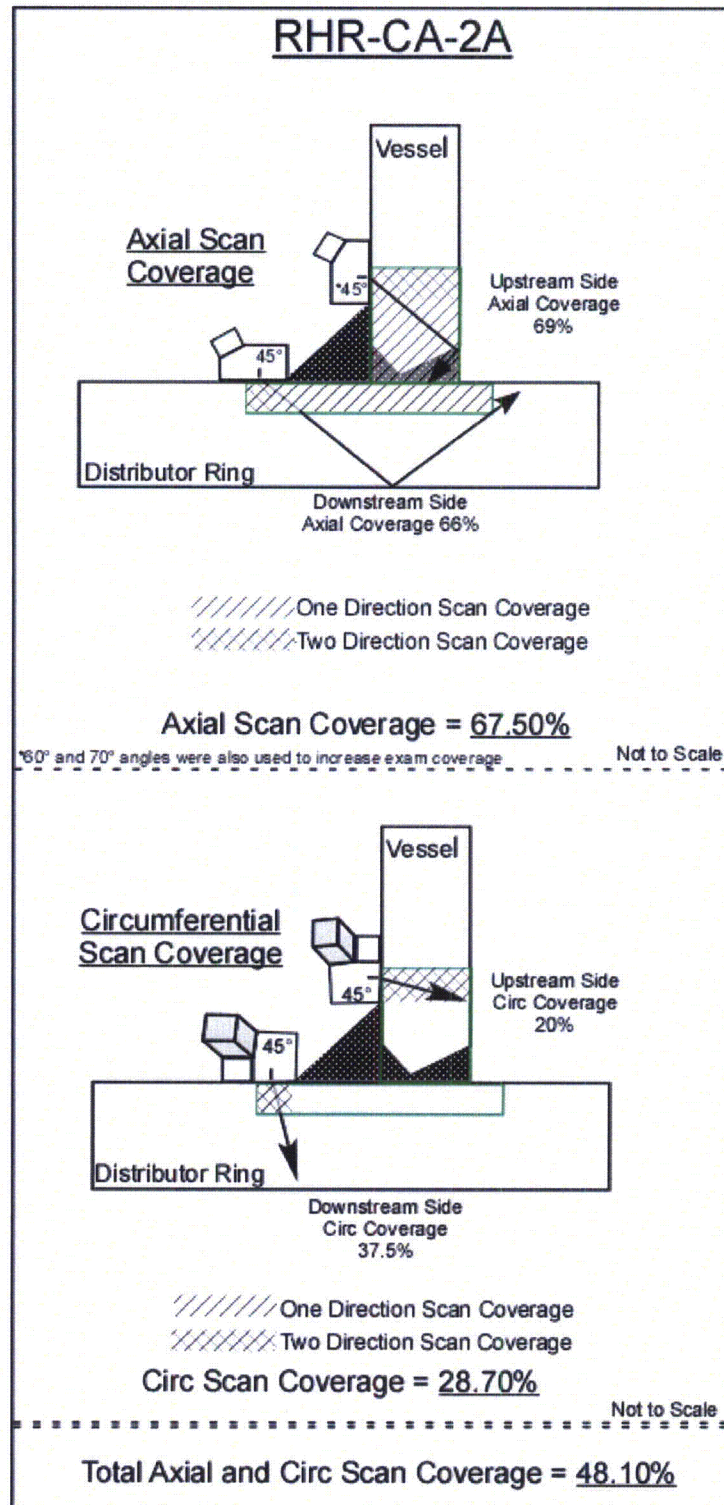 RHR-CA-2A
Vessel
Axial Scan
Coverage
*45°
Upstream Side
Axial Coverage
69%
45°
Distributor Ring
Downstream Side
Axial Coverage 66%
One Direction Scan Coverage
Two Direction Scan Coverage
Axial Scan Coverage = 67.50%
*60° and 70° angles were also used to increase exam coverage
Not to Scale
Vessel
Circumferential
Scan Coverage
45°
Upstream Side
Circ Coverage
20%
45°
Distributor Ring
Downstream Side
Circ Coverage
37.5%
One Direction Scan Coverage
Two Direction Scan Coverage
Circ Scan Coverage = 28.70%
Not to Scale
Total Axial and Circ Scan Coverage = 48.10%